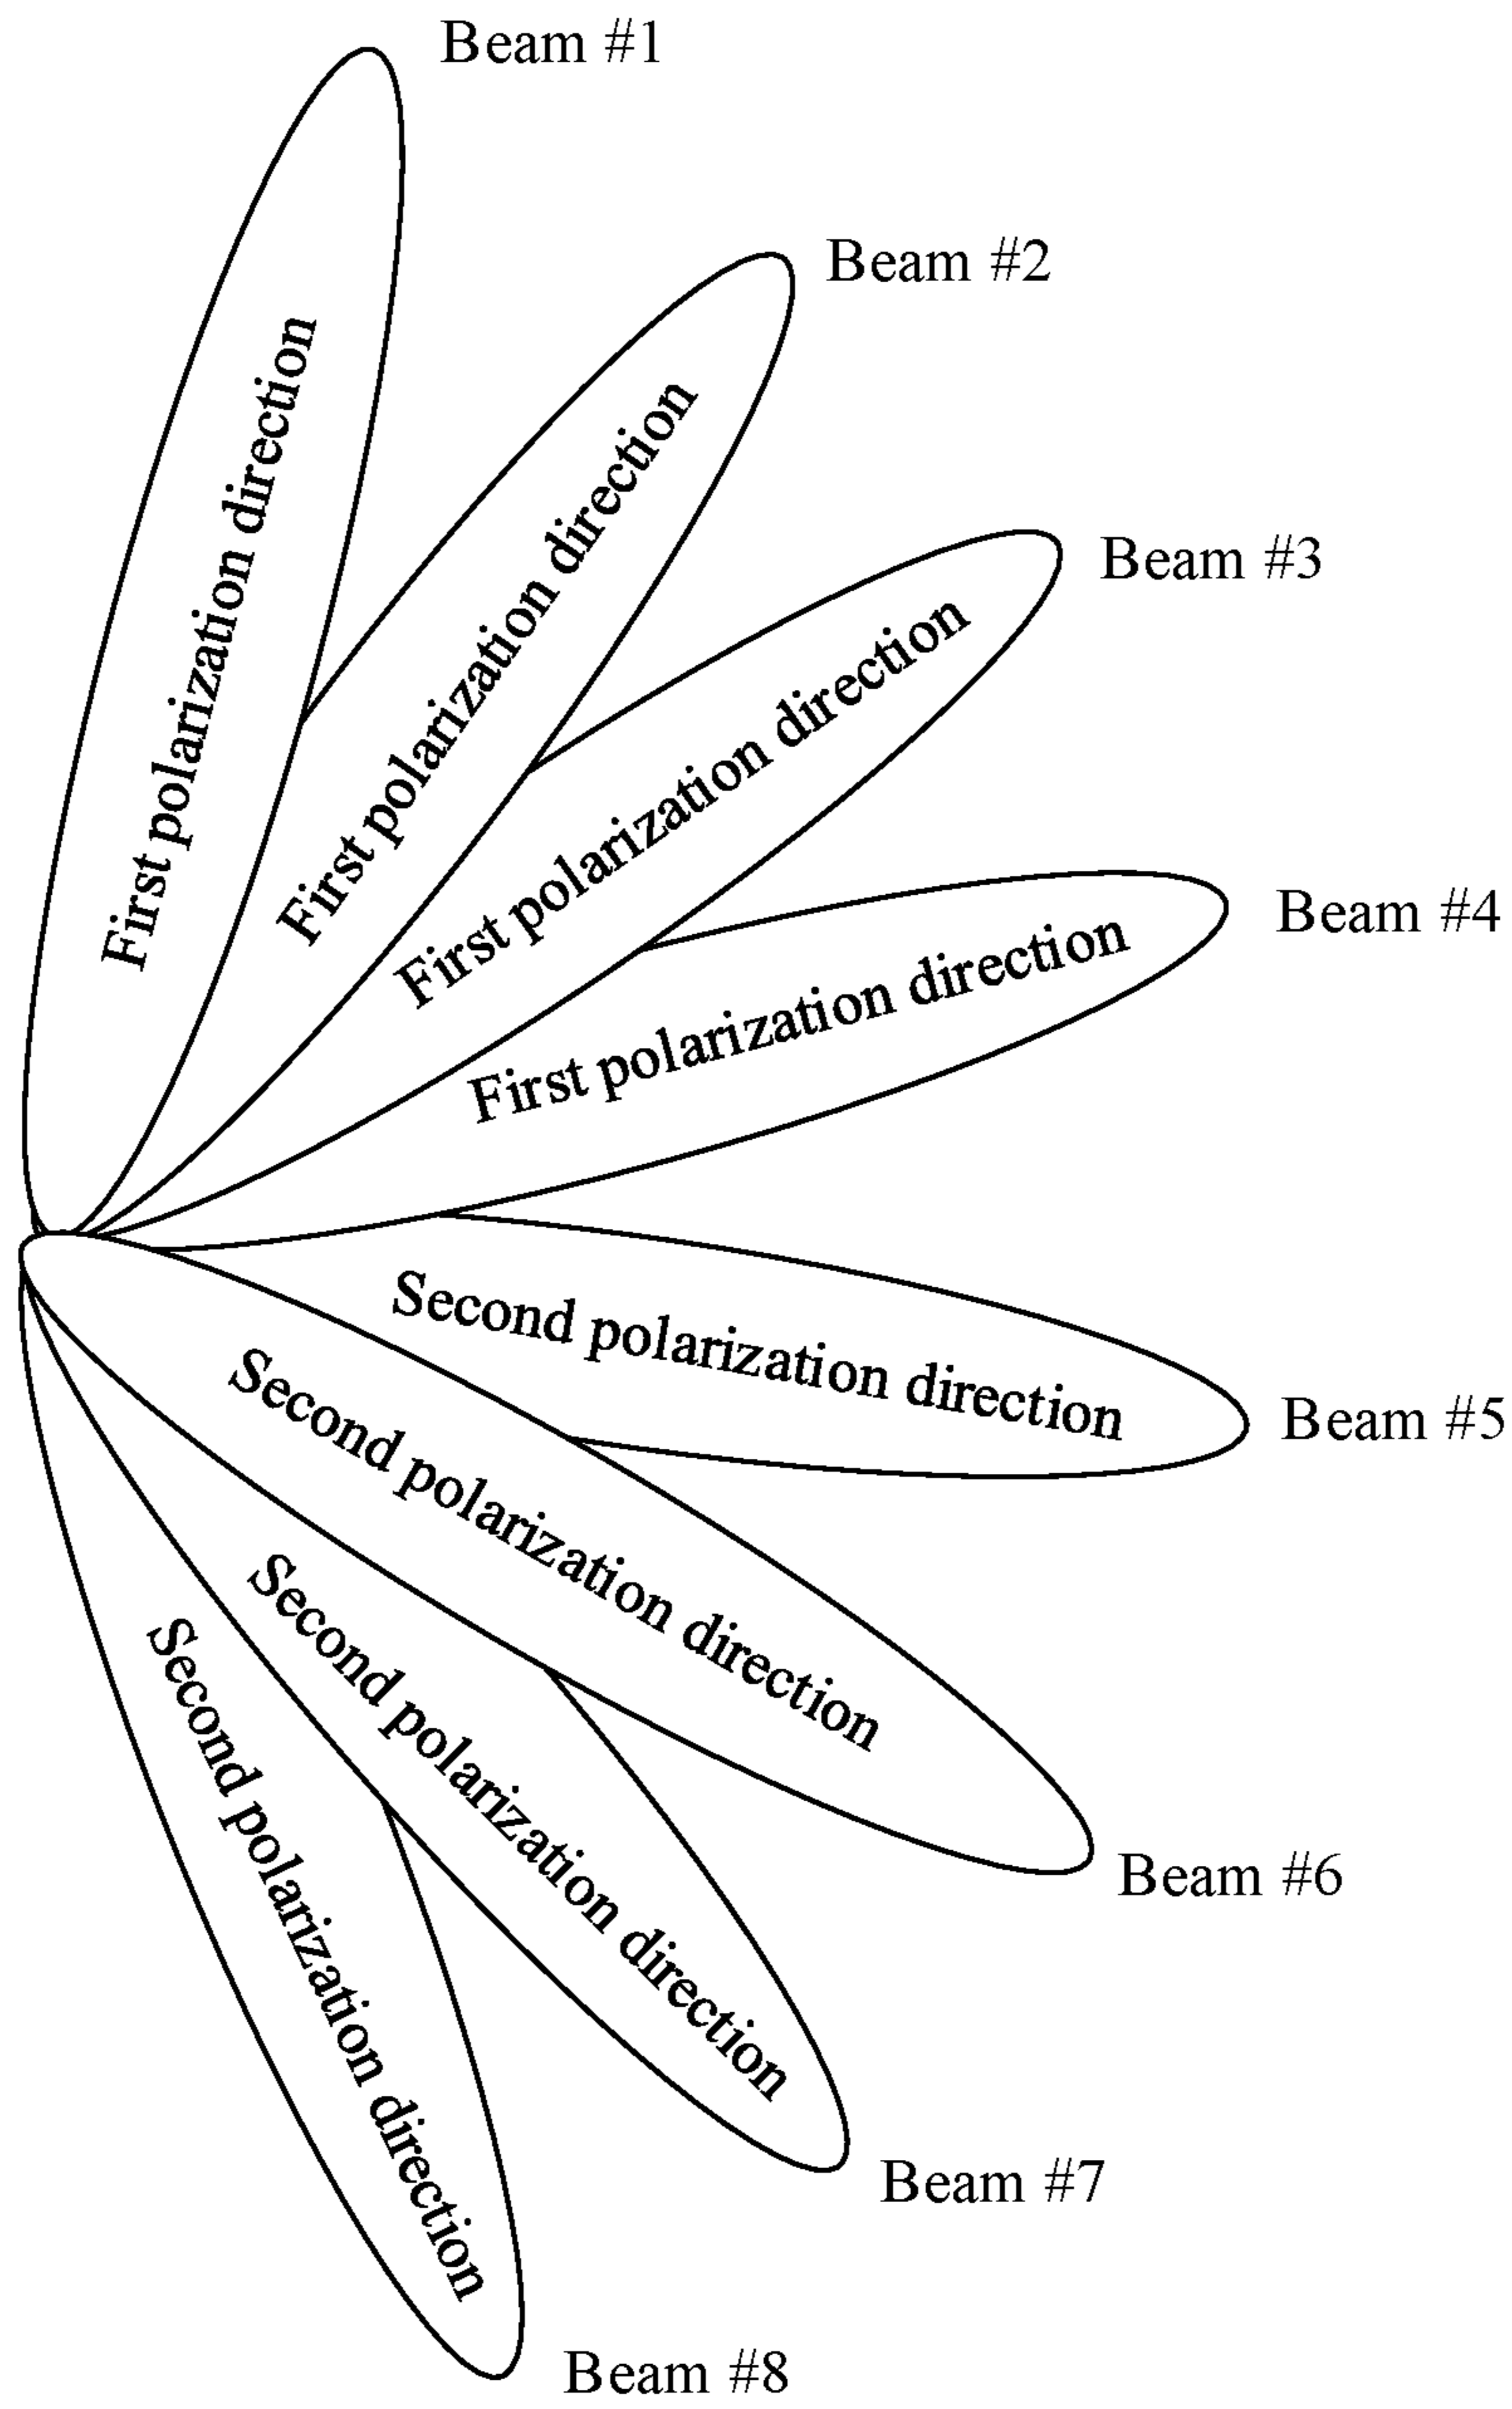 Beam #1
First polarization direction
Beam #2
First polarization direction
Beam #3
First polarization direction
Beam #4
First polarization direction
Second polarization direction
Beam #5
Second polarization direction
Beam #6
Second polarization direction
Beam #7
Second polarization direction
Beam #8